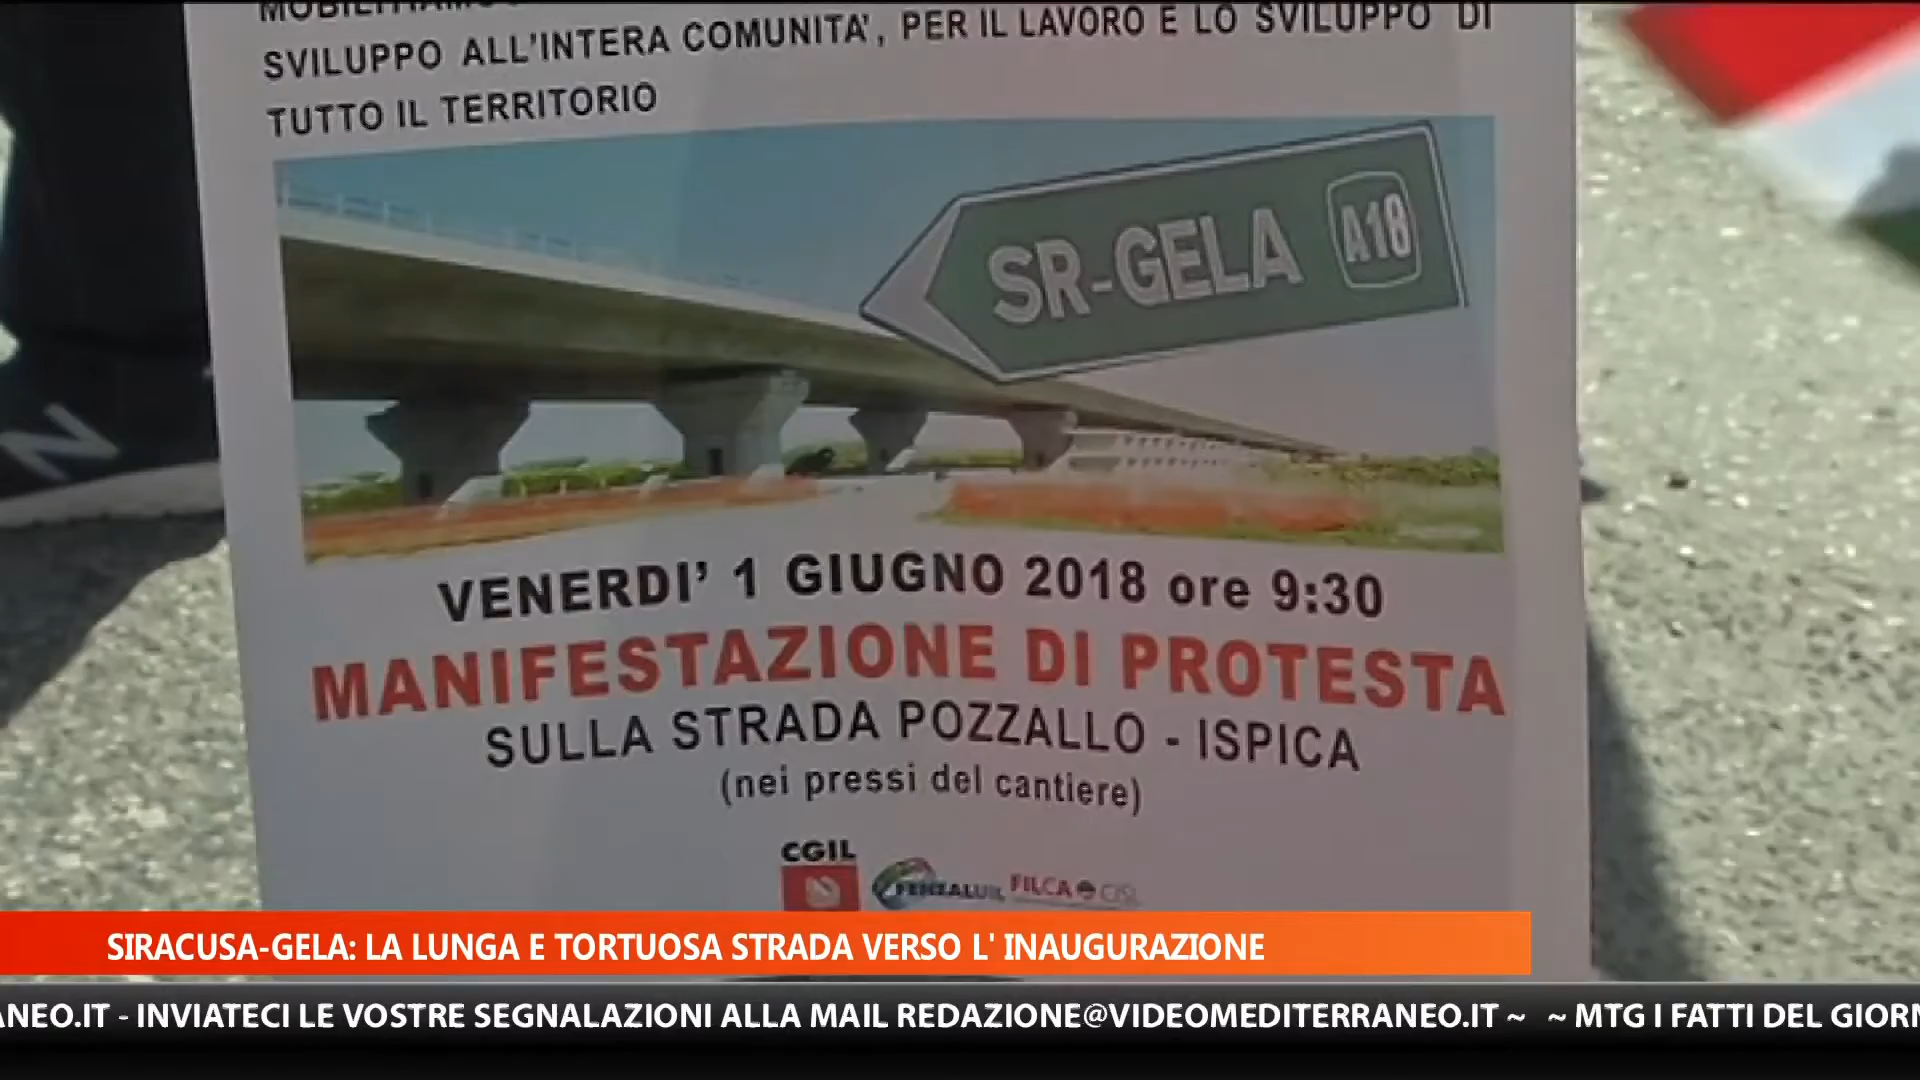 SVILUPPO ALL'INTERA COMUNITA', PER IL LAVORO E LO SVILUPPO DI
TUTTO IL TERRITORIO
SR-GELA A18
VENERDI' 1 GIUGNO 2018 ore 9:30
MANIFESTAZIONE DI PROTESTA
SULLA STRADA POZZALLO - ISPICA
(nei pressi del cantiere)
CGIL
FENEALUIL FILCA CISL
SIRACUSA-GELA: LA LUNGA E TORTUOSA STRADA VERSO L' INAUGURAZIONE
ANEO.IT - INVIATECI LE VOSTRE SEGNALAZIONI ALLA MAIL REDAZIONE@VIDEOMEDITERRANEO.IT ~ ~ MTG I FATTI DEL GIORN